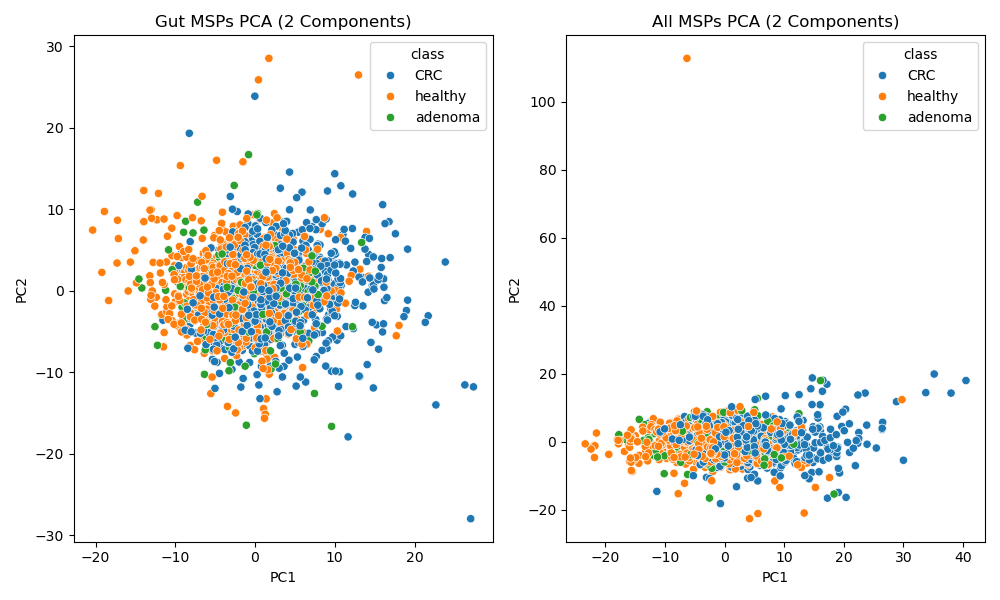 Gut MSPs PCA (2 Components)
30
20
10
0
−10
−20
−30
PC2
−20
−10
0
10
20
PC1
class
CRC
healthy
adenoma
All MSPs PCA (2 Components)
100
80
60
40
20
0
−20
PC2
−20
−10
0
10
20
30
40
PC1
class
CRC
healthy
adenoma